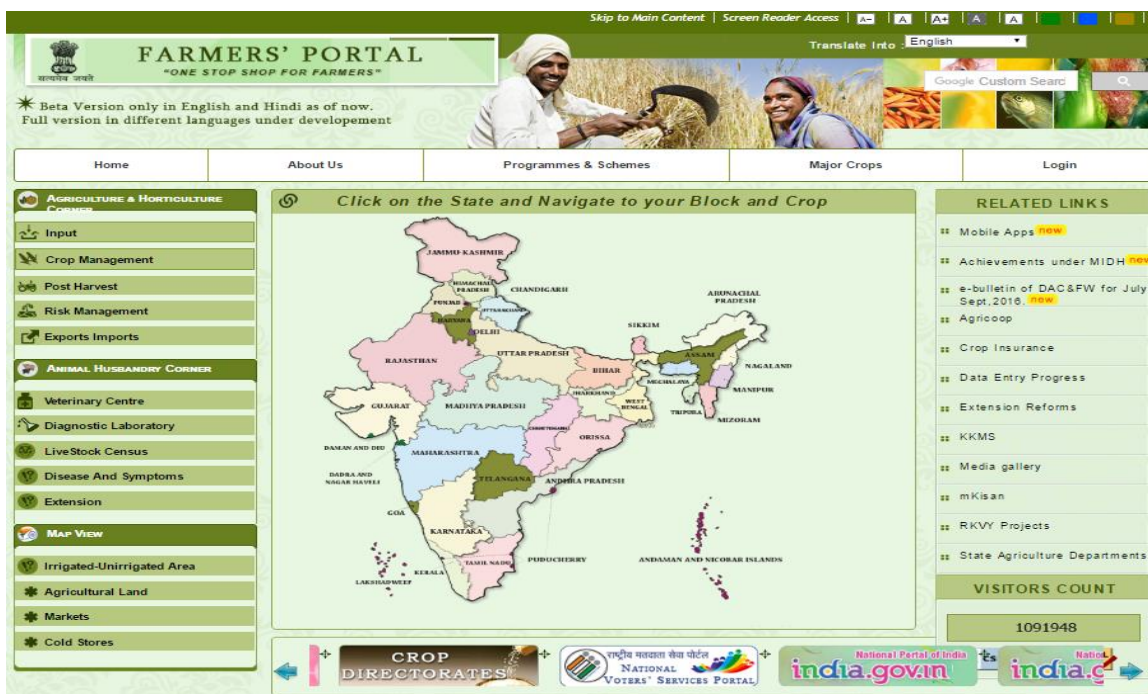 Skip to Main Content | Screen Reader Access | A- | A | A+ | A | A |
Translate Into : English
सत्यमेव जयते
FARMERS' PORTAL
"ONE STOP SHOP FOR FARMERS"
Beta Version only in English and Hindi as of now.
Full version in different languages under developement
Google Custom Searc
Home
About Us
Programmes & Schemes
Major Crops
Login
AGRICULTURE & HORTICULTURE
CORNER
Input
Crop Management
Post Harvest
Risk Management
Exports Imports
ANIMAL HUSBANDRY CORNER
Veterinary Centre
Diagnostic Laboratory
LiveStock Census
Disease And Symptoms
Extension
MAP VIEW
Irrigated-Unirrigated Area
Agricultural Land
Markets
Cold Stores
Click on the State and Navigate to your Block and Crop
JAMMU-KASHMIR
HIMACHAL
PRADESH
CHANDIGARH
PUNJAB
UTTARAKHAND
HARYANA
DELHI
ARUNACHAL
PRADESH
SIKKIM
RAJASTHAN
UTTAR PRADESH
BIHAR
ASSAM
NAGALAND
MEGHALAYA
MANIPUR
JHARKHAND
WEST
BENGAL
TRIPURA
MIZORAM
GUJARAT
MADHYA PRADESH
ORISSA
DAMAN AND DIU
MAHARASHTRA
DADRA AND
NAGAR HAVELI
TELANGANA
ANDHRA PRADESH
GOA
KARNATAKA
PUDUCHERRY
ANDAMAN AND NICOBAR ISLANDS
TAMIL NADU
KERALA
LAKSHADWEEP
RELATED LINKS
Mobile Apps new
Achievements under MIDH new
e-bulletin of DAC&FW for July
Sept,2016. new
Agricoop
Crop Insurance
Data Entry Progress
Extension Reforms
KKMS
Media gallery
mKisan
RKVY Projects
State Agriculture Departments
VISITORS COUNT
1091948
CROP
DIRECTORATES
राष्ट्रीय मतदाता सेवा पोर्टल
NATIONAL
VOTERS' SERVICES PORTAL
National Portal of India
india.gov.in
Nation
india.g